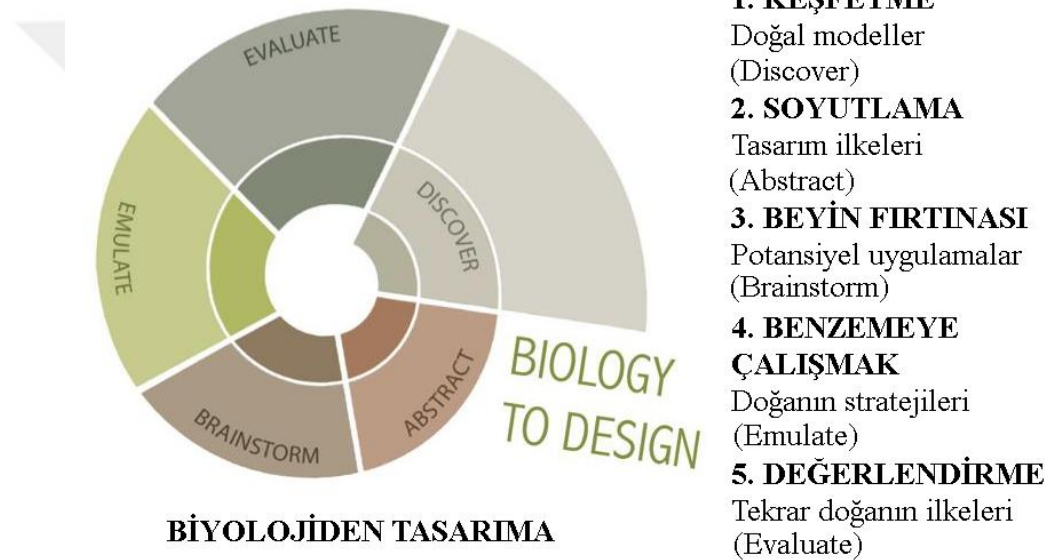 EVALUATE
DISCOVER
EMULATE
BRAINSTORM
ABSTRACT
BIOLOGY
TO DESIGN
BİYOLOJİDEN TASARIMA
1. KEŞFETME
Doğal modeller
(Discover)
2. SOYUTLAMA
Tasarım ilkeleri
(Abstract)
3. BEYİN FIRTINASI
Potansiyel uygulamalar
(Brainstorm)
4. BENZEMEYE
ÇALIŞMAK
Doğanın stratejileri
(Emulate)
5. DEĞERLENDİRME
Tekrar doğanın ilkeleri
(Evaluate)